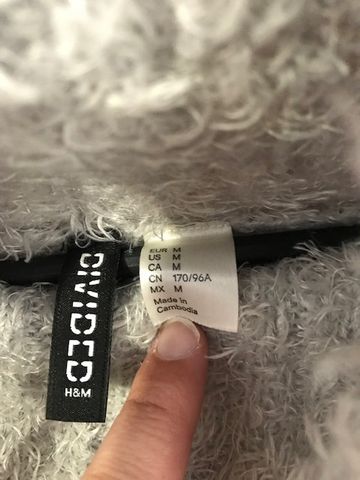 DIVIDED
H&M
EUR M
US M
CA M
CN 170/96A
MX M
Made in
Cambodia